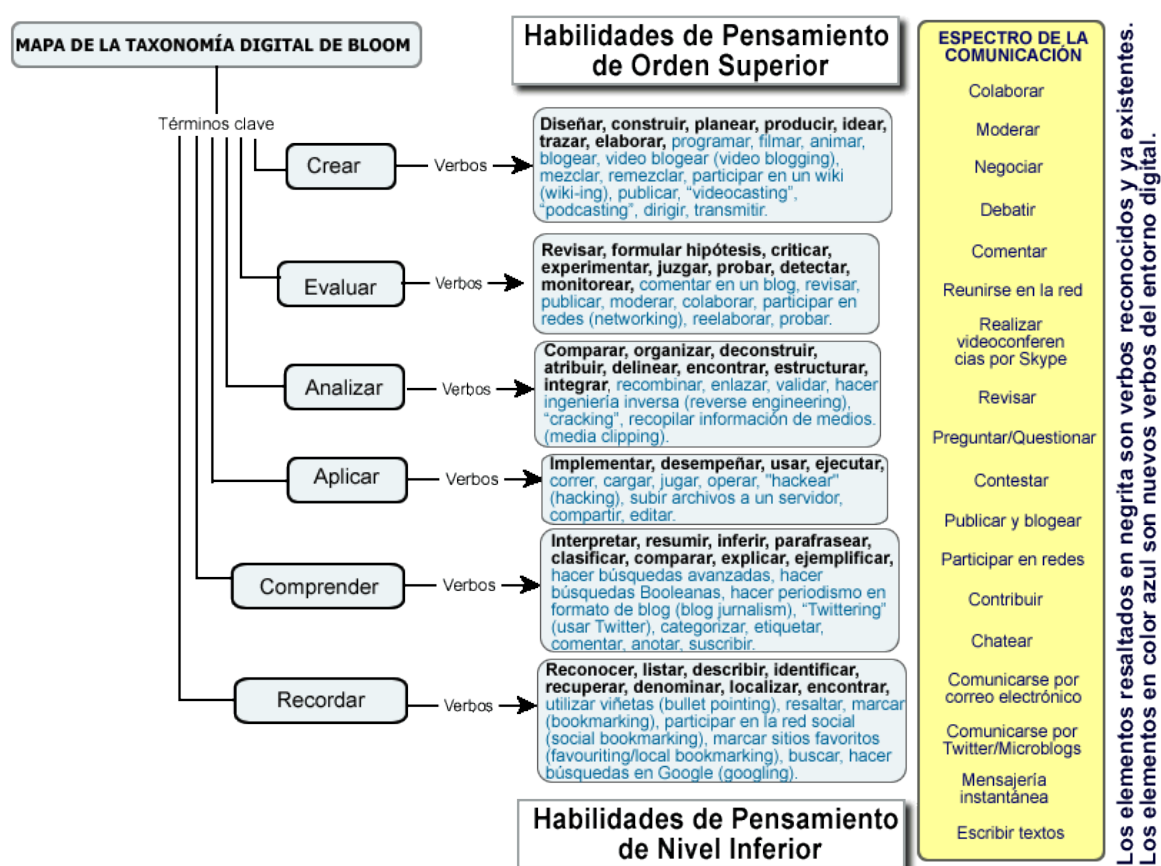 MAPA DE LA TAXONOMÍA DIGITAL DE BLOOM
Habilidades de Pensamiento
de Orden Superior
Términos clave
Crear
Verbos
Diseñar, construir, planear, producir, idear,
trazar, elaborar, programar, filmar, animar,
blogear, video blogear (video blogging),
mezclar, remezclar, participar en un wiki
(wiki-ing), publicar, “videocasting”,
“podcasting”, dirigir, transmitir.
Evaluar
Verbos
Revisar, formular hipótesis, criticar,
experimentar, juzgar, probar, detectar,
monitorear, comentar en un blog, revisar,
publicar, moderar, colaborar, participar en
redes (networking), reelaborar, probar.
Analizar
Verbos
Comparar, organizar, deconstruir,
atribuir, delinear, encontrar, estructurar,
integrar, recombinar, enlazar, validar, hacer
ingeniería inversa (reverse engineering),
“cracking”, recopilar información de medios.
(media clipping).
Aplicar
Verbos
Implementar, desempeñar, usar, ejecutar,
correr, cargar, jugar, operar, "hackear"
(hacking), subir archivos a un servidor,
compartir, editar.
Comprender
Verbos
Interpretar, resumir, inferir, parafrasear,
clasificar, comparar, explicar, ejemplificar,
hacer búsquedas avanzadas, hacer
búsquedas Booleanas, hacer periodismo en
formato de blog (blog jurnalism), “Twittering”
(usar Twitter), categorizar, etiquetar,
comentar, anotar, suscribir.
Recordar
Verbos
Reconocer, listar, describir, identificar,
recuperar, denominar, localizar, encontrar,
utilizar viñetas (bullet pointing), resaltar, marcar
(bookmarking), participar en la red social
(social bookmarking), marcar sitios favoritos
(favouriting/local bookmarking), buscar, hacer
búsquedas en Google (googling).
Habilidades de Pensamiento
de Nivel Inferior
ESPECTRO DE LA
COMUNICACIÓN
Colaborar
Moderar
Negociar
Debatir
Comentar
Reunirse en la red
Realizar
videoconferen
cias por Skype
Revisar
Preguntar/Questionar
Contestar
Publicar y blogear
Participar en redes
Contribuir
Chatear
Comunicarse por
correo electrónico
Comunicarse por
Twitter/Microblogs
Mensajería
instantánea
Escribir textos
Los elementos resaltados en negrita son verbos reconocidos y ya existentes.
Los elementos en color azul son nuevos verbos del entorno digital.